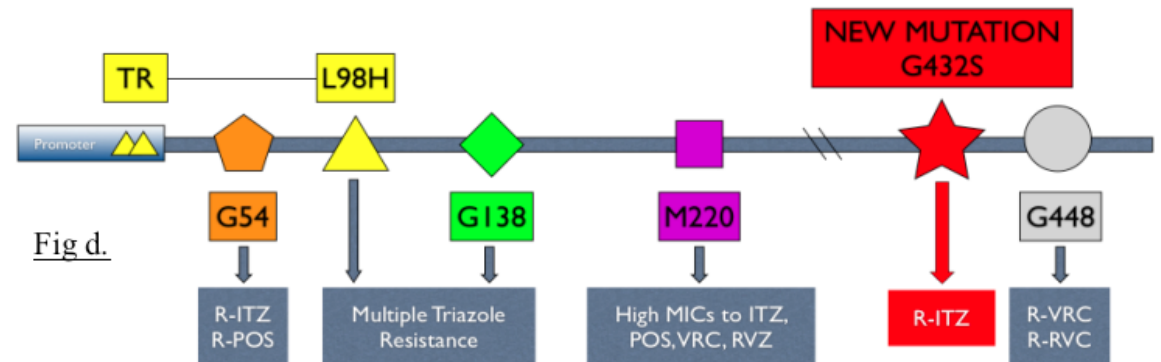 NEW MUTATION
G432S
TR
L98H
Promoter
G54
G138
M220
G448
Fig d.
R-ITZ
R-POS
Multiple Triazole
Resistance
High MICs to ITZ,
POS, VRC, RVZ
R-ITZ
R-VRC
R-RVC